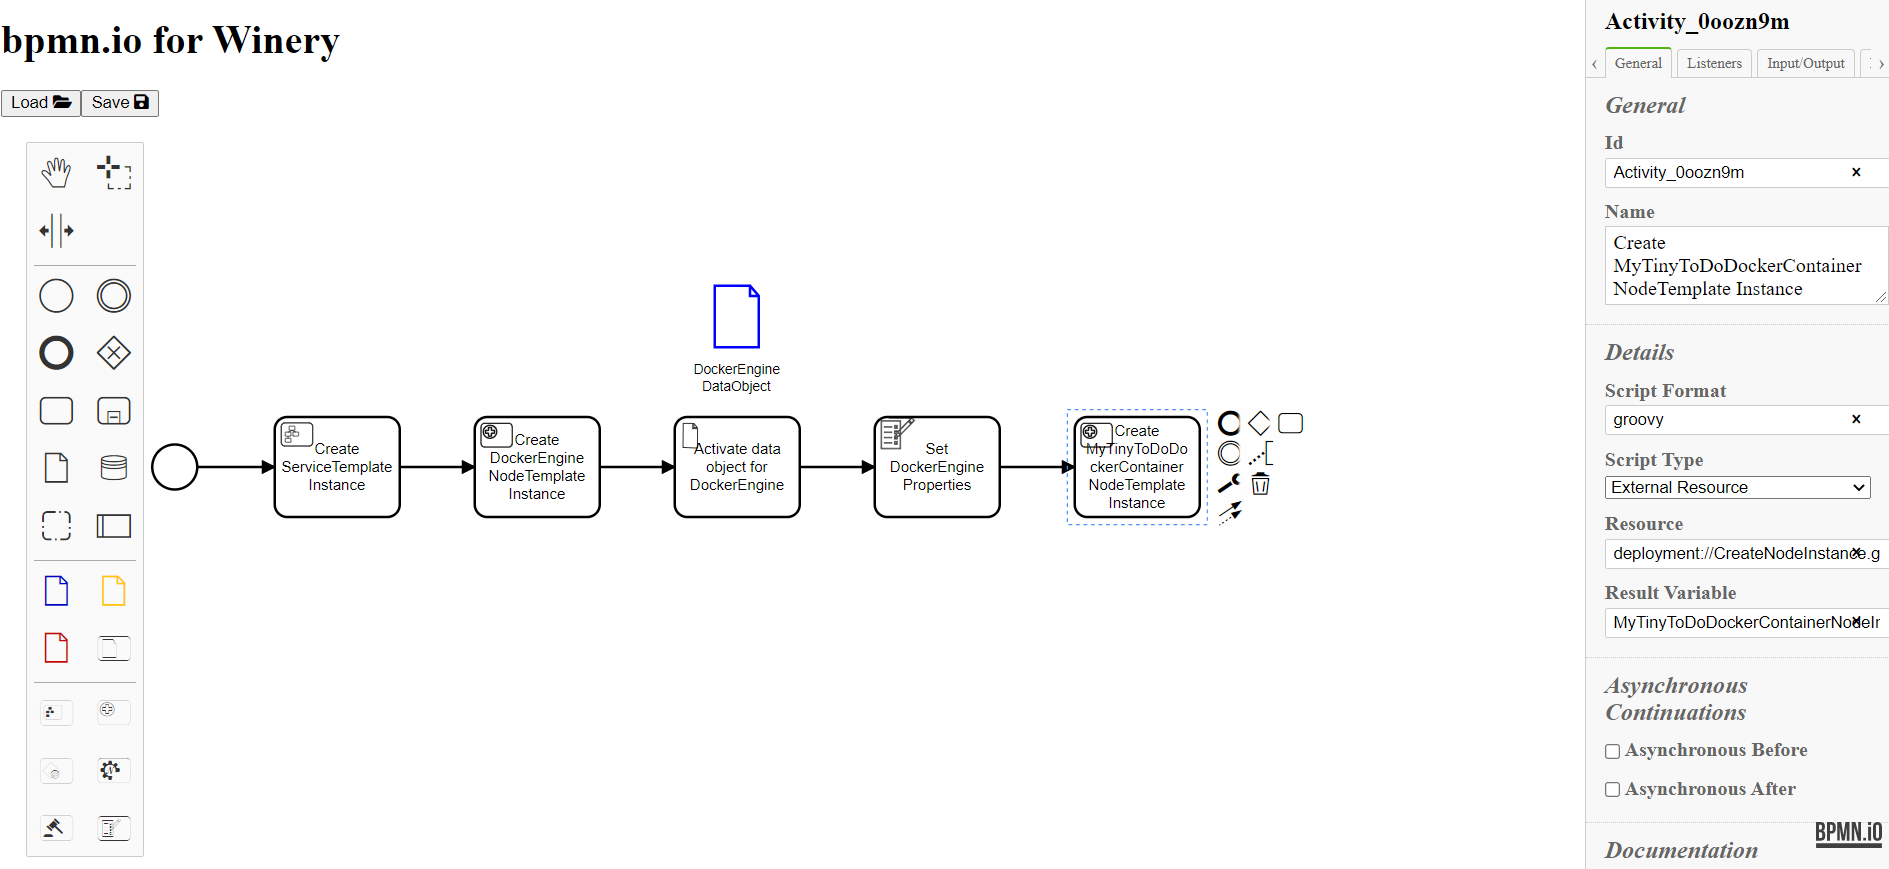 bpmn.io for Winery
Load
Save
DockerEngine
DataObject
Create
ServiceTemplate
Instance
Create
DockerEngine
NodeTemplate
Instance
Activate data
object for
DockerEngine
Set
DockerEngine
Properties
Create
MyTinyToDoDo
ckerContainer
NodeTemplate
Instance
Activity_0oozn9m
General
Listeners
Input/Output
General
Id
Activity_0oozn9m
Name
Create
MyTinyToDoDockerContainer
NodeTemplate Instance
Details
Script Format
groovy
Script Type
External Resource
Resource
deployment://CreateNodeInstance.g
Result Variable
MyTinyToDoDockerContainerNodeIr
Asynchronous
Continuations
Asynchronous Before
Asynchronous After
BPMN.iO
Documentation